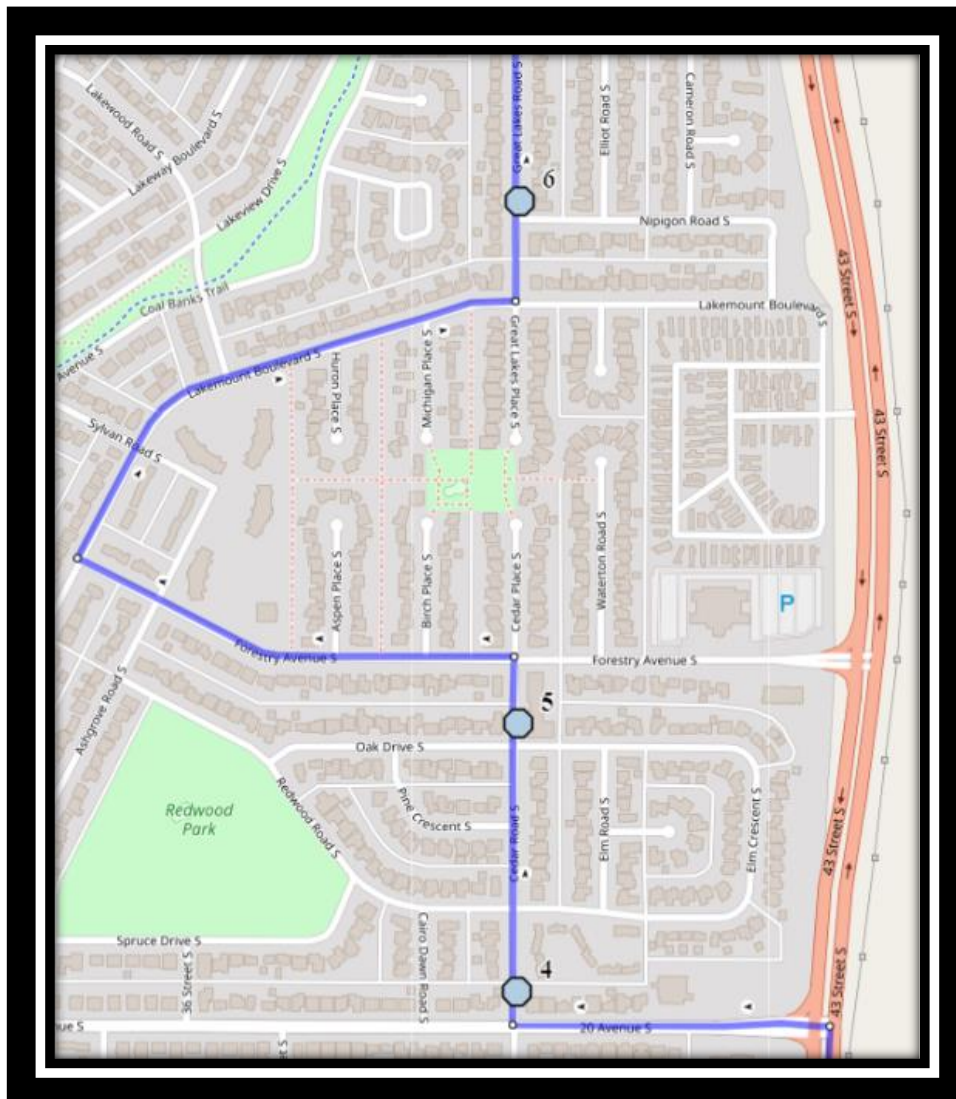 Great Lakes Road S
Elliot Road S
Cameron Road S
Lakewood Road S
Lakeway Boulevard S
Lakeview Drive S
6
Nipigon Road S
43 Street S
Coal Banks Trail
Lakemount Boulevard S
Avenue S
Lakemount Boulevard S
Huron Place S
Michigan Place S
Great Lakes Place S
43 Street S
Sylvan Road S
Aspen Place S
Birch Place S
Cedar Place S
Waterton Road S
P
Forestry Avenue S
Forestry Avenue S
Ashgrove Road S
5
Oak Drive S
Redwood
Park
Redwood Road S
Pine Crescent S
Cedar Road S
Elm Road S
Elm Crescent S
43 Street S
Spruce Drive S
36 Street S
Cairo Dawn Road S
4
43 Street S
ue S
20 Avenue S